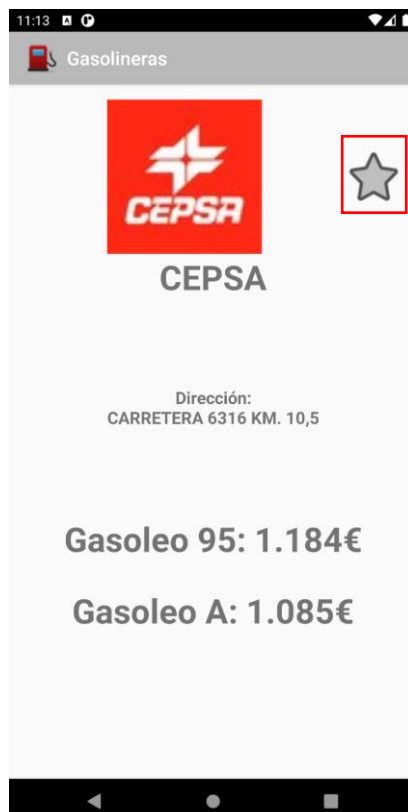 11:13
Gasolineras
CEPSA
CEPSA
Dirección:
CARRETERA 6316 KM. 10,5
Gasoleo 95: 1.184€
Gasoleo A: 1.085€